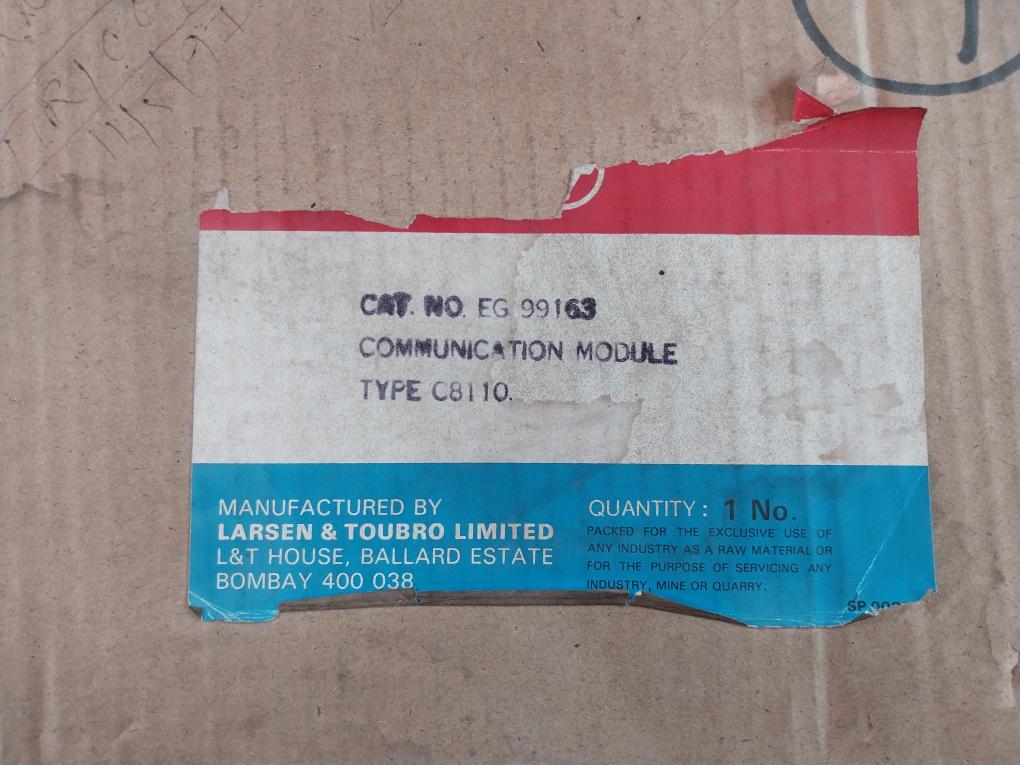 CAT. NO. EG 99163
COMMUNICATION MODULE
TYPE C8110.
MANUFACTURED BY
LARSEN & TOUBRO LIMITED
L&T HOUSE, BALLARD ESTATE
BOMBAY 400 038
QUANTITY : 1 No.
PACKED FOR THE EXCLUSIVE USE OF
ANY INDUSTRY AS A RAW MATERIAL OR
FOR THE PURPOSE OF SERVICING ANY
INDUSTRY, MINE OR QUARRY.
SP